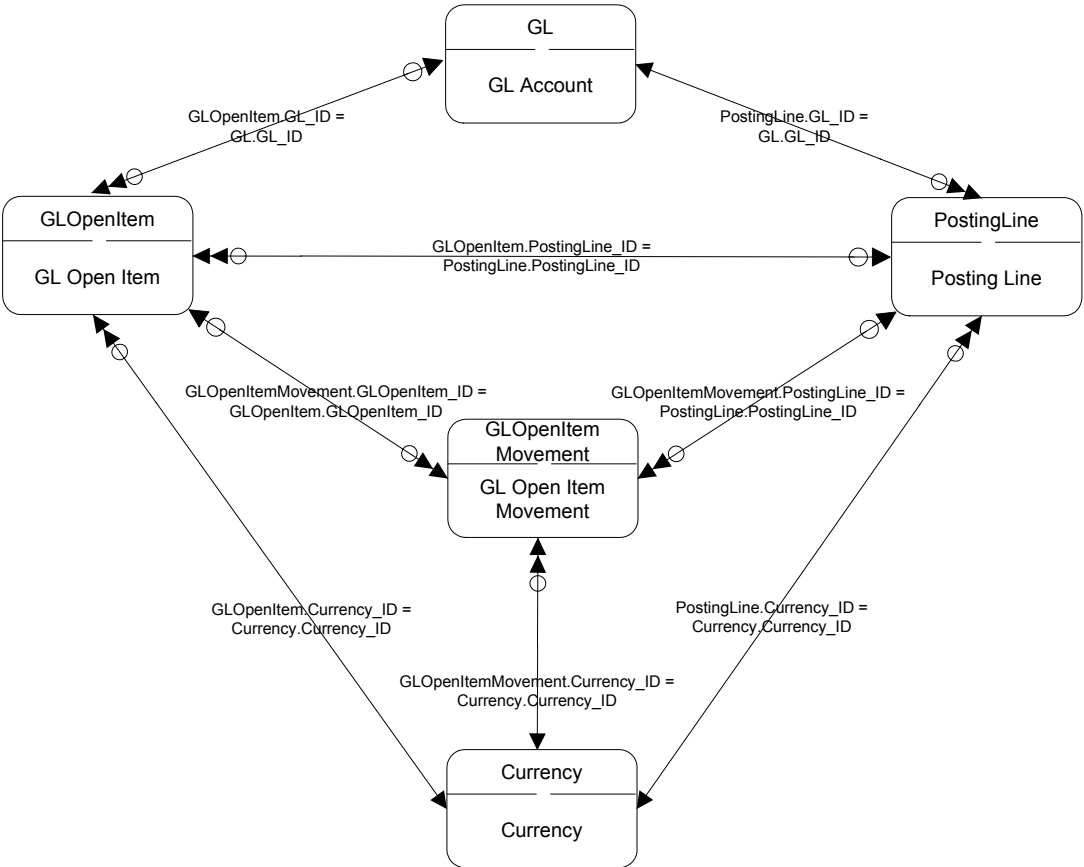 GL
GL Account
GLOpenItem.GL_ID =
GL.GL_ID
PostingLine.GL_ID =
GL.GL_ID
GLOpenItem
GL Open Item
GLOpenItem.PostingLine_ID =
PostingLine.PostingLine_ID
PostingLine
Posting Line
GLOpenItemMovement.GLOpenItem_ID =
GLOpenItem.GLOpenItem_ID
GLOpenItemMovement.PostingLine_ID =
PostingLine.PostingLine_ID
GLOpenItem
Movement
GL Open Item
Movement
GLOpenItem.Currency_ID =
Currency.Currency_ID
PostingLine.Currency_ID =
Currency.Currency_ID
GLOpenItemMovement.Currency_ID =
Currency.Currency_ID
Currency
Currency